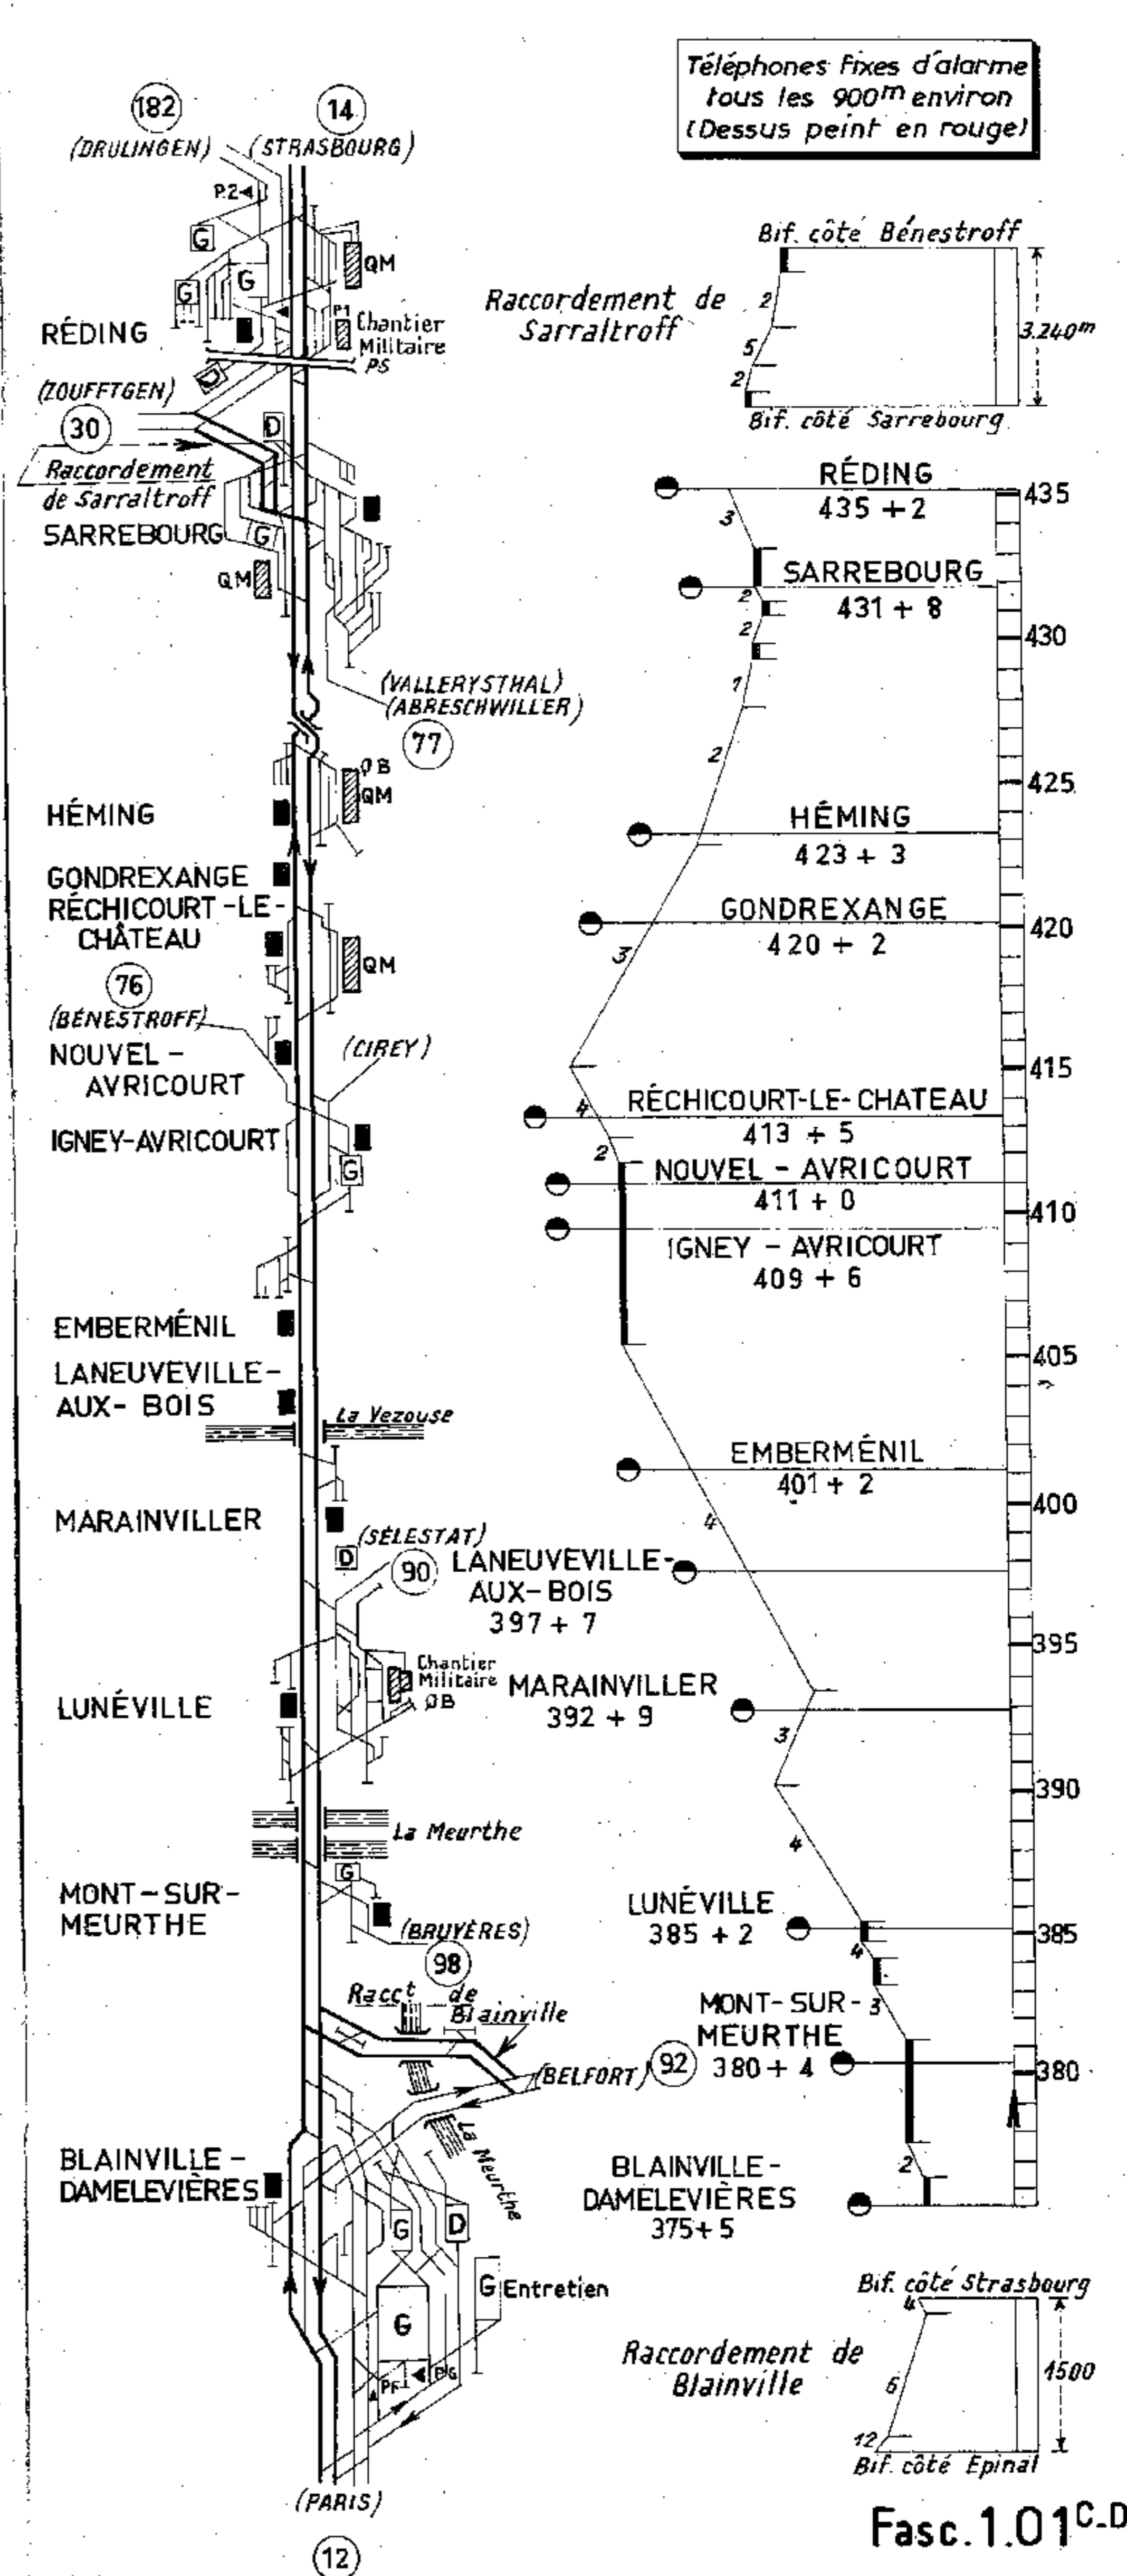 Téléphones fixes d'alarme
tous les 900m environ
(Dessus peint en rouge)
182
14
(DRULINGEN)
(STRASBOURG)
P.2
G
G
G
QM
P1
Chantier
Militaire
PS
RÉDING
D
(ZOUFFTGEN)
30
D
Raccordement
de Sarraltroff
SARREBOURG
G
QM
(VALLERYSTHAL)
(ABRESCHWILLER)
77
QM
HÉMING
GONDREXANGE
RÉCHICOURT-LE-
CHÂTEAU
QM
76
(BÉNESTROFF)
(CIREY)
NOUVEL-
AVRICOURT
IGNEY-AVRICOURT
G
EMBERMÉNIL
LANEUVEVILLE-
AUX-BOIS
La Vezouse
MARAINVILLER
(SÉLESTAT)
D
90
Chantier
Militaire
LUNÉVILLE
La Meurthe
G
MONT-SUR-
MEURTHE
(BRUYÈRES)
98
Racct de
Blainville
(BELFORT)
92
La Meurthe
BLAINVILLE-
DAMELEVIÈRES
G
D
G Entretien
G
(PARIS)
12
Bif. côté Bénestroff
Raccordement de
Sarraltroff
2
5
2
3.240m
Bif. côté Sarrebourg
RÉDING
435 + 2
435
3
SARREBOURG
431 + 8
2
2
430
1
2
425
HÉMING
423 + 3
GONDREXANGE
420 + 2
420
3
415
RÉCHICOURT-LE-CHATEAU
413 + 5
4
2
NOUVEL-AVRICOURT
411 + 0
410
IGNEY-AVRICOURT
409 + 6
405
EMBERMÉNIL
401 + 2
400
4
LANEUVEVILLE-
AUX-BOIS
397 + 7
395
MARAINVILLER
392 + 9
3
390
4
LUNÉVILLE
385 + 2
385
4
3
MONT-SUR-
MEURTHE
380 + 4
380
2
BLAINVILLE-
DAMELEVIÈRES
375+5
Bif. côté Strasbourg
4
Raccordement de
Blainville
6
1500
12
Bif. côté Epinal
Fasc. 1.01 C-D